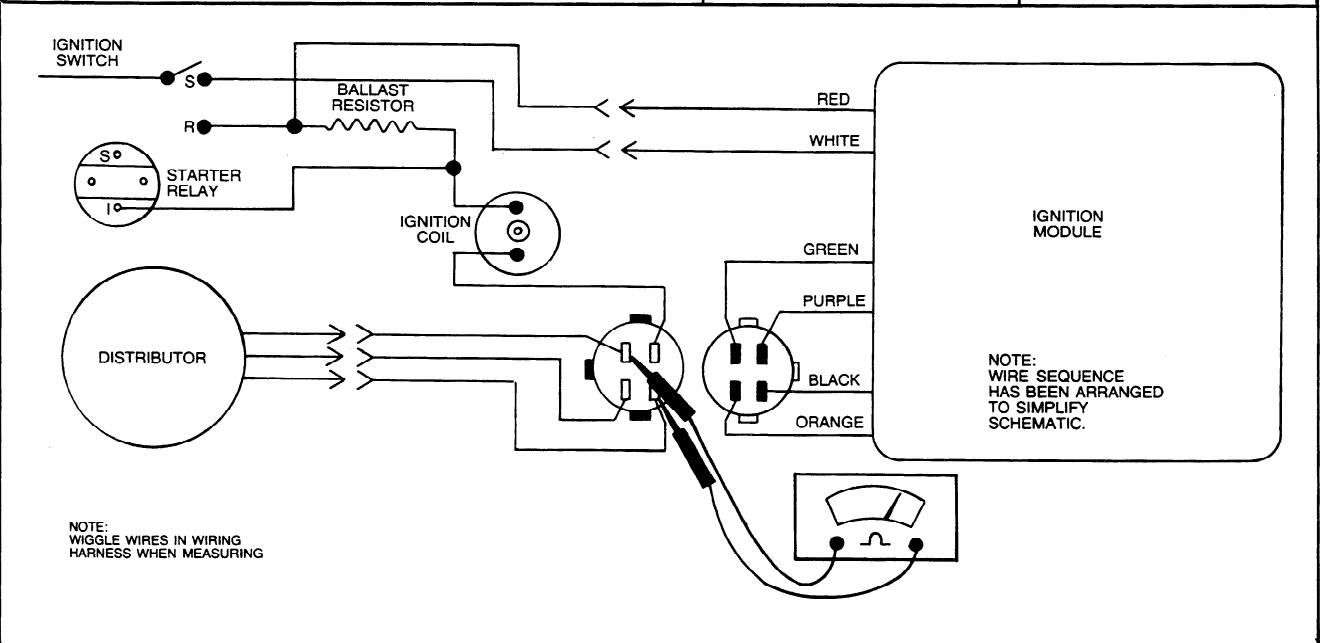 IGNITION
SWITCH
S
BALLAST
RESISTOR
R
S
STARTER
RELAY
I
IGNITION
COIL
DISTRIBUTOR
RED
WHITE
IGNITION
MODULE
GREEN
PURPLE
BLACK
ORANGE
NOTE:
WIRE SEQUENCE
HAS BEEN ARRANGED
TO SIMPLIFY
SCHEMATIC.
NOTE:
WIGGLE WIRES IN WIRING
HARNESS WHEN MEASURING
Ω